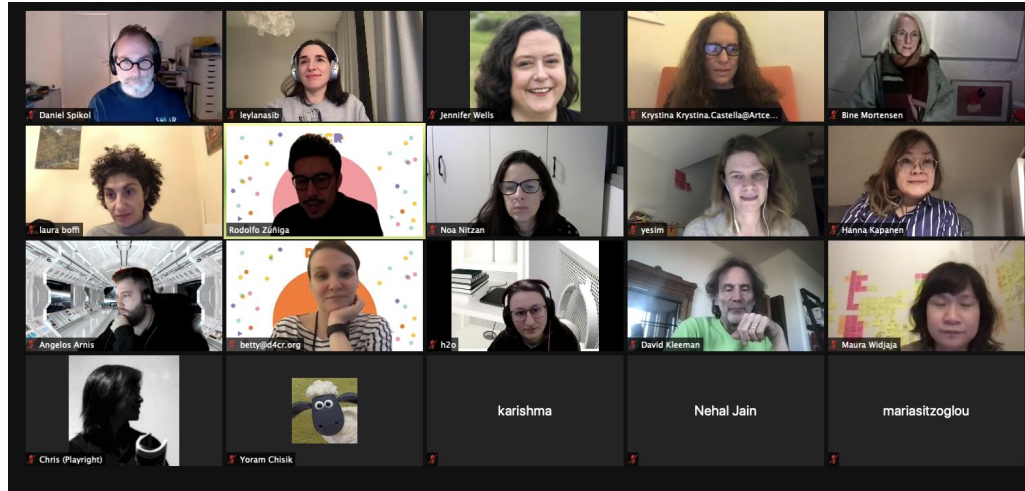 Daniel Spikol
leylanasib
Jennifer Wells
Krystina Krystina.Castella@Artce...
Bine Mortensen
laura boffi
Rodolfo Zúñiga
Noa Nitzan
yesim
Hanna Kapanen
Angelos Arnis
betty@d4cr.org
h2o
David Kleeman
Maura Widjaja
Chris (Playright)
Yoram Chisik
karishma
Nehal Jain
mariasitzoglou